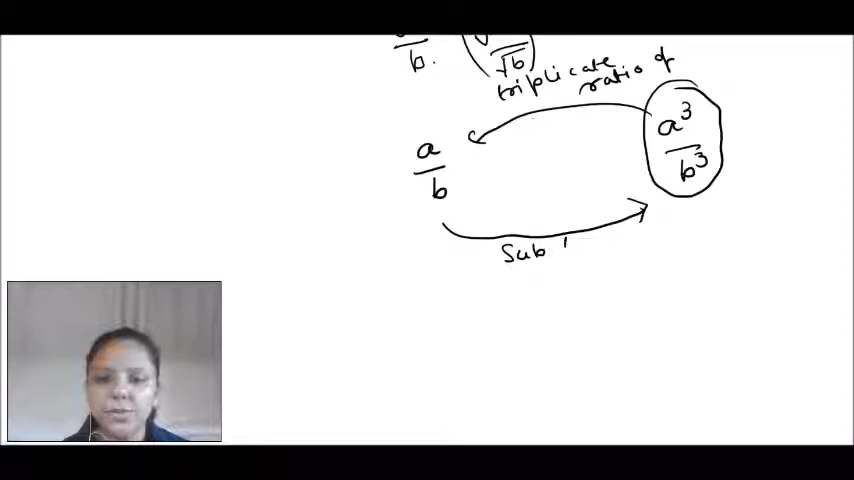 b. √b
triplicate
ratio of
a a³
b b³
Sub